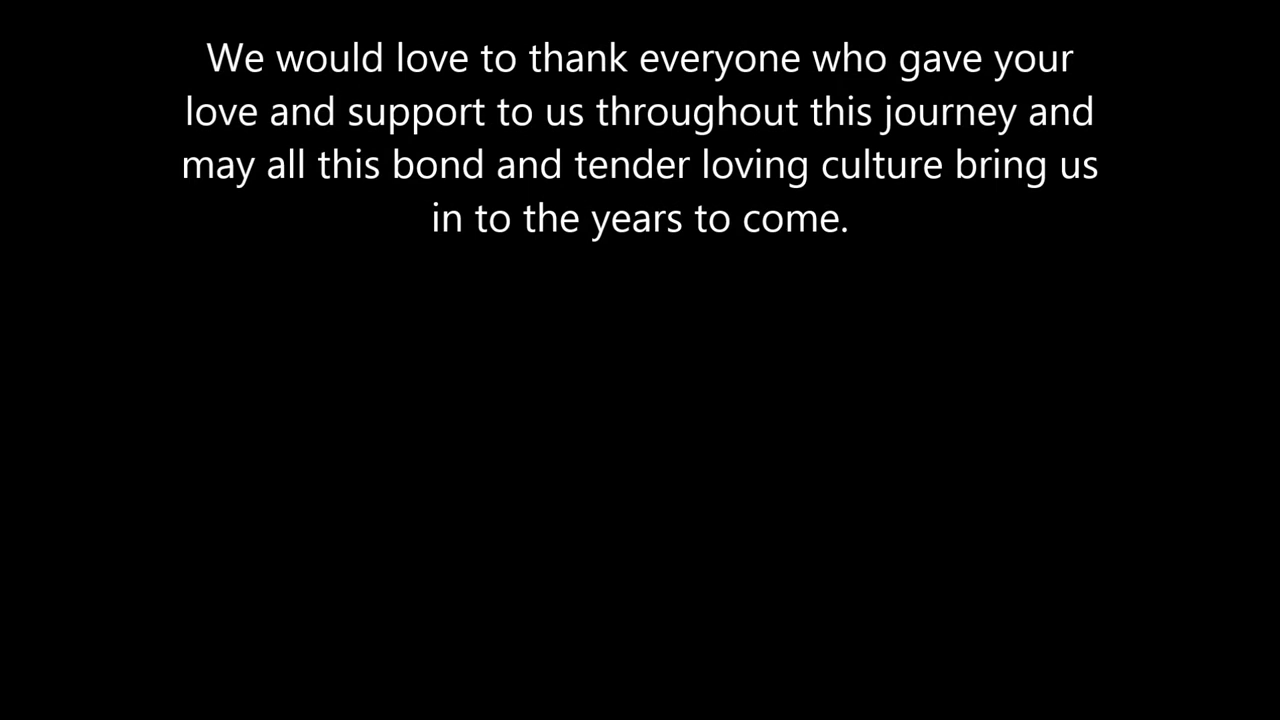 We would love to thank everyone who gave your
love and support to us throughout this journey and
may all this bond and tender loving culture bring us
in to the years to come.